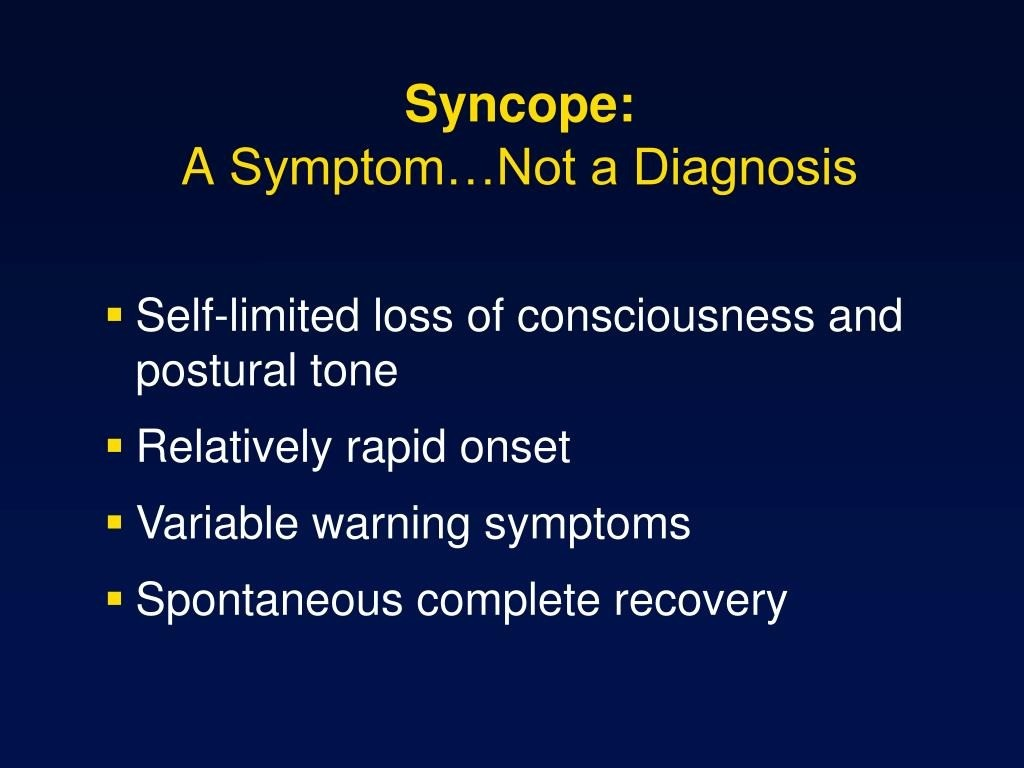 Syncope:
A Symptom…Not a Diagnosis
▪ Self-limited loss of consciousness and
postural tone
▪ Relatively rapid onset
▪ Variable warning symptoms
▪ Spontaneous complete recovery